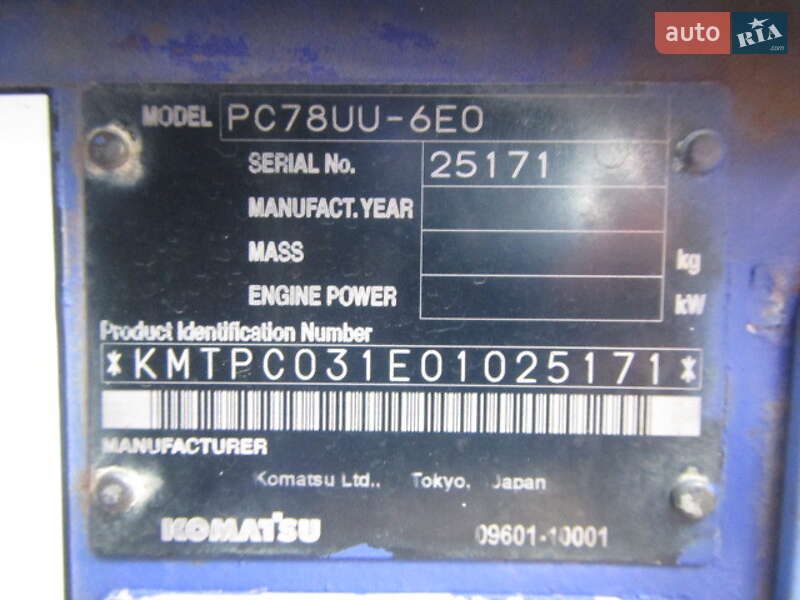 auto RIA
.com
MODEL PC78UU-6E0
SERIAL No. 25171
MANUFACT. YEAR
MASS kg
ENGINE POWER kW
Product Identification Number
*KMTPC031E01025171*
MANUFACTURER
Komatsu Ltd., Tokyo, Japan
KOMATSU 09601-10001